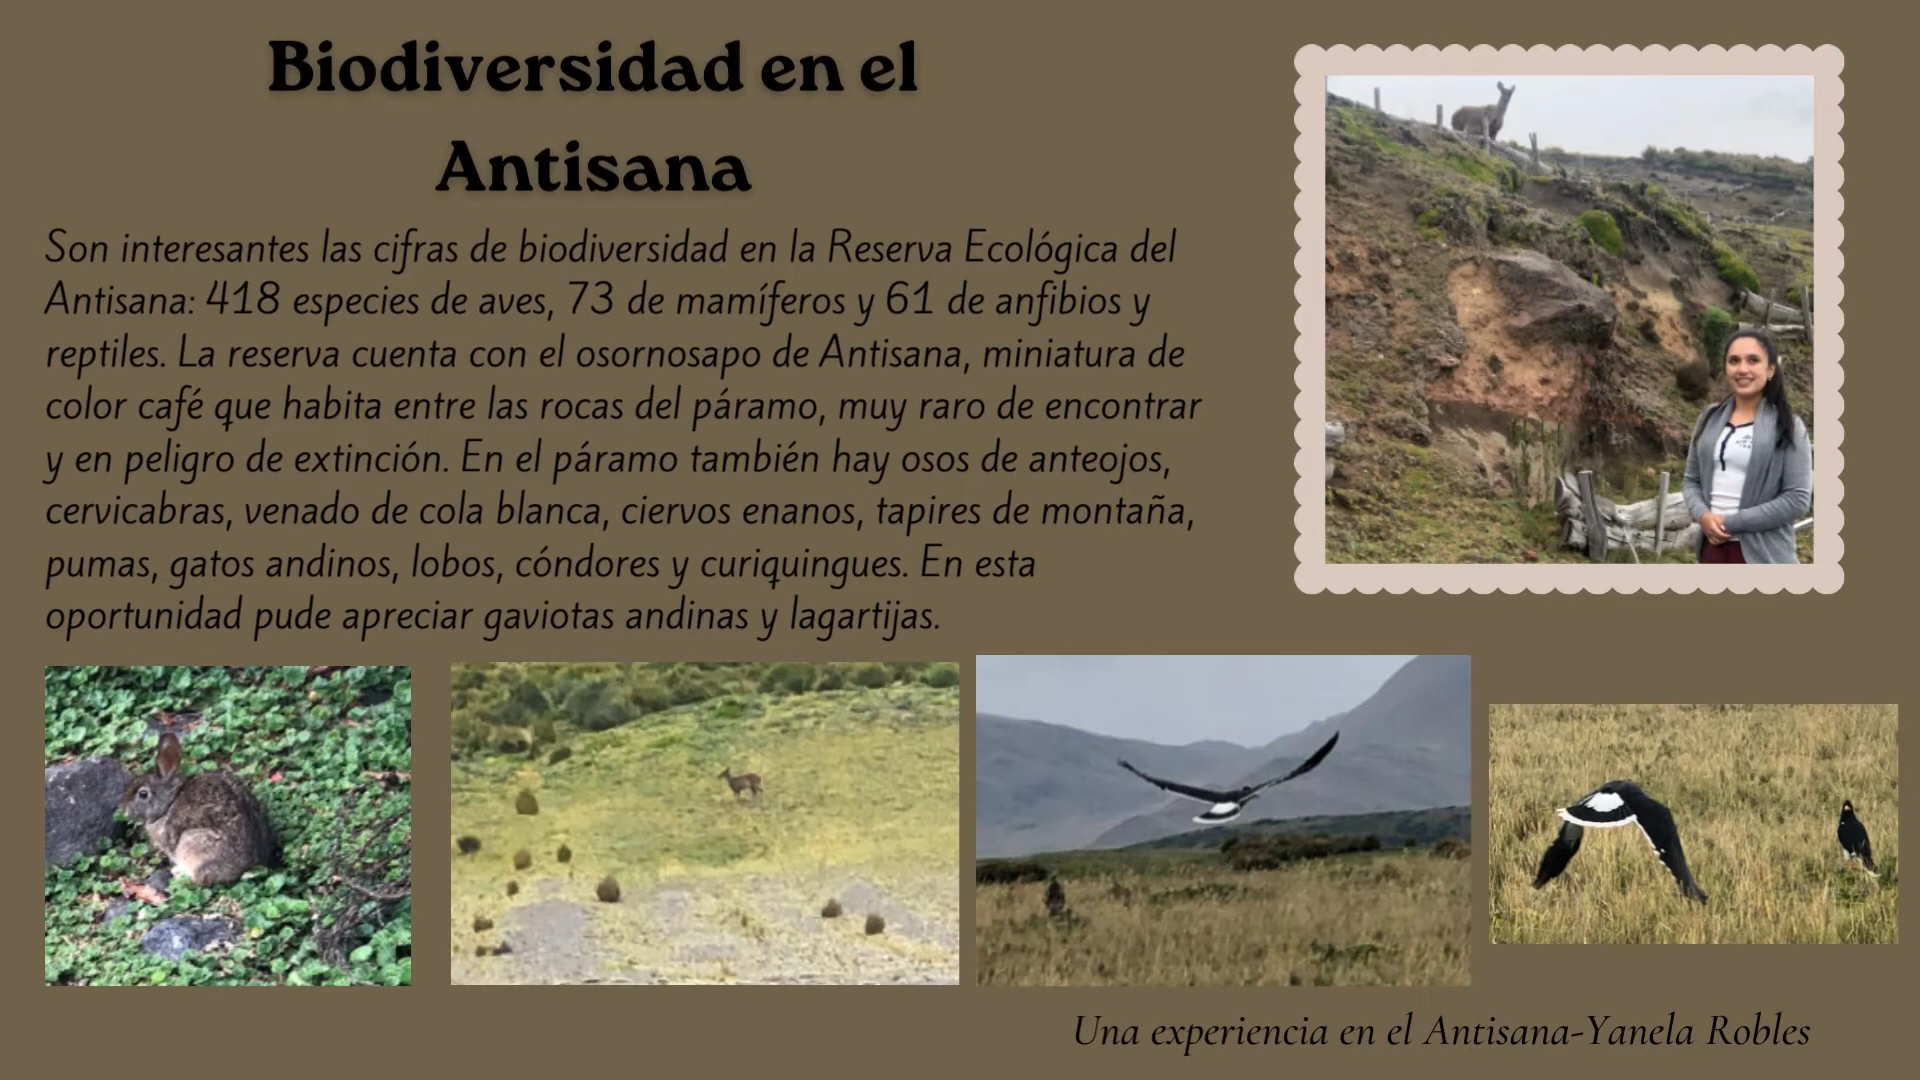 Biodiversidad en el
Antisana
Son interesantes las cifras de biodiversidad en la Reserva Ecológica del
Antisana: 418 especies de aves, 73 de mamíferos y 61 de anfibios y
reptiles. La reserva cuenta con el osornosapo de Antisana, miniatura de
color café que habita entre las rocas del páramo, muy raro de encontrar
y en peligro de extinción. En el páramo también hay osos de anteojos,
cervicabras, venado de cola blanca, ciervos enanos, tapires de montaña,
pumas, gatos andinos, lobos, cóndores y curiquingues. En esta
oportunidad pude apreciar gaviotas andinas y lagartijas.
Una experiencia en el Antisana-Yanela Robles